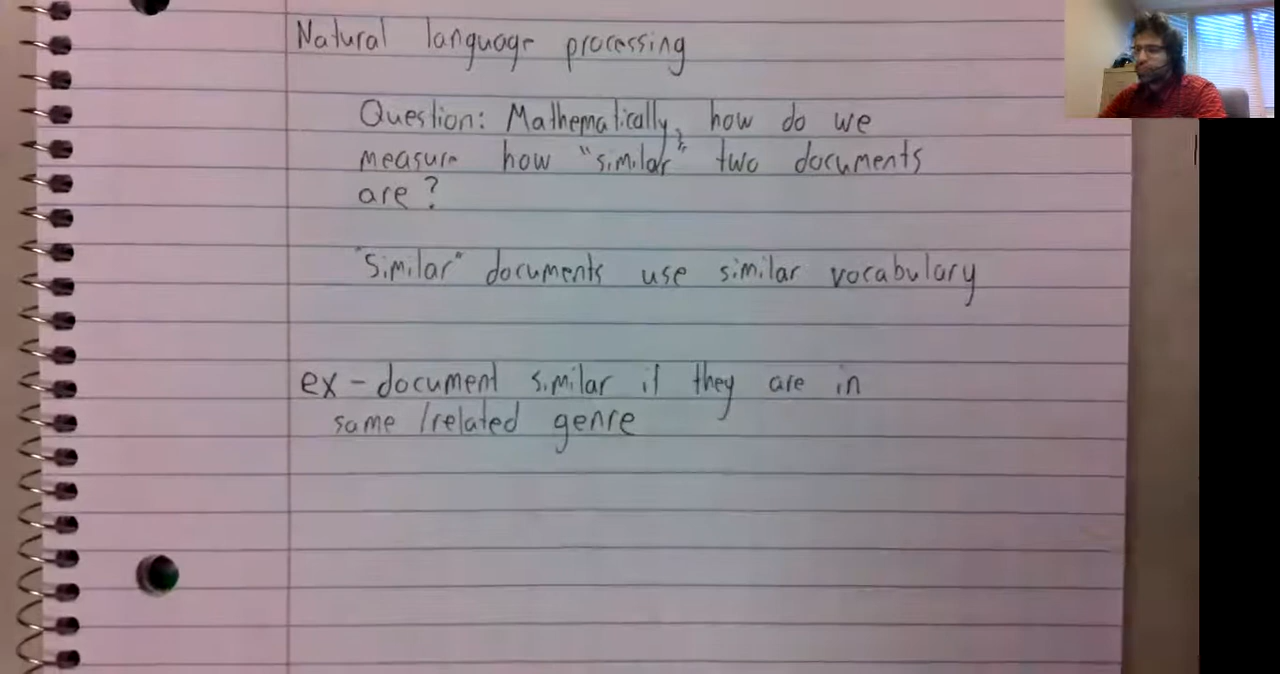 Natural language processing
Question: Mathematically, how do we
measure how "similar" two documents
are?
"Similar" documents use similar vocabulary
ex - document similar if they are in
same /related genre